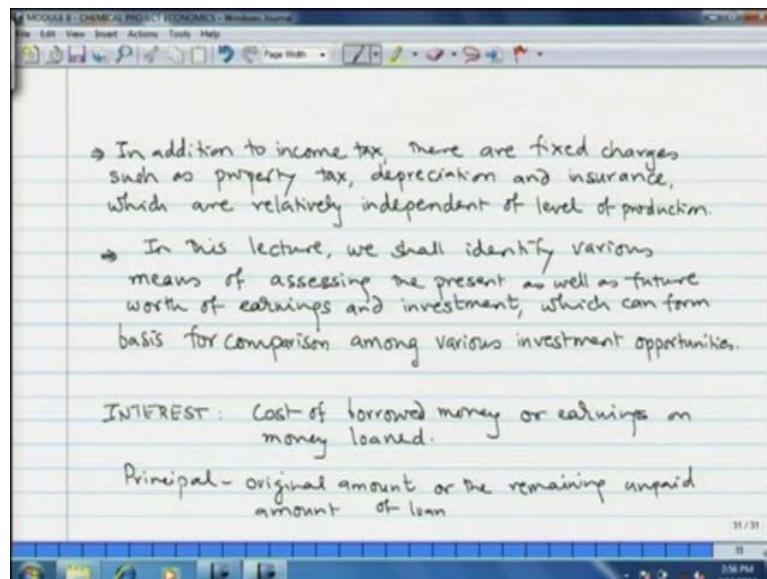 MODULE 8 - CHEMICAL PROJECT ECONOMICS - Windows Journal
File Edit View Insert Actions Tools Help
Page Width
→ In addition to income tax, there are fixed charges
such as property tax, depreciation and insurance,
which are relatively independent of level of production.
→ In this lecture, we shall identify various
means of assessing the present as well as future
worth of earnings and investment, which can form
basis for comparison among various investment opportunities.
INTEREST : Cost of borrowed money or earnings on
money loaned.
Principal - original amount or the remaining unpaid
amount of loan
31 / 31
2:56 PM